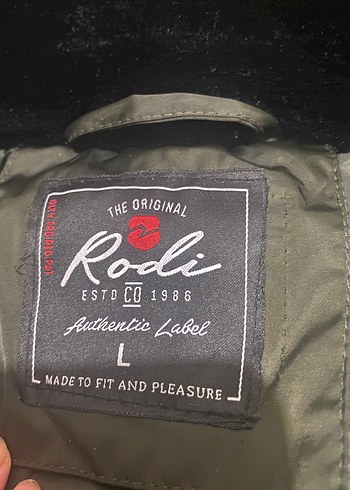 THE ORIGINAL
Rodi
ESTD CO 1986
Authentic Label
L
MADE TO FIT AND PLEASURE